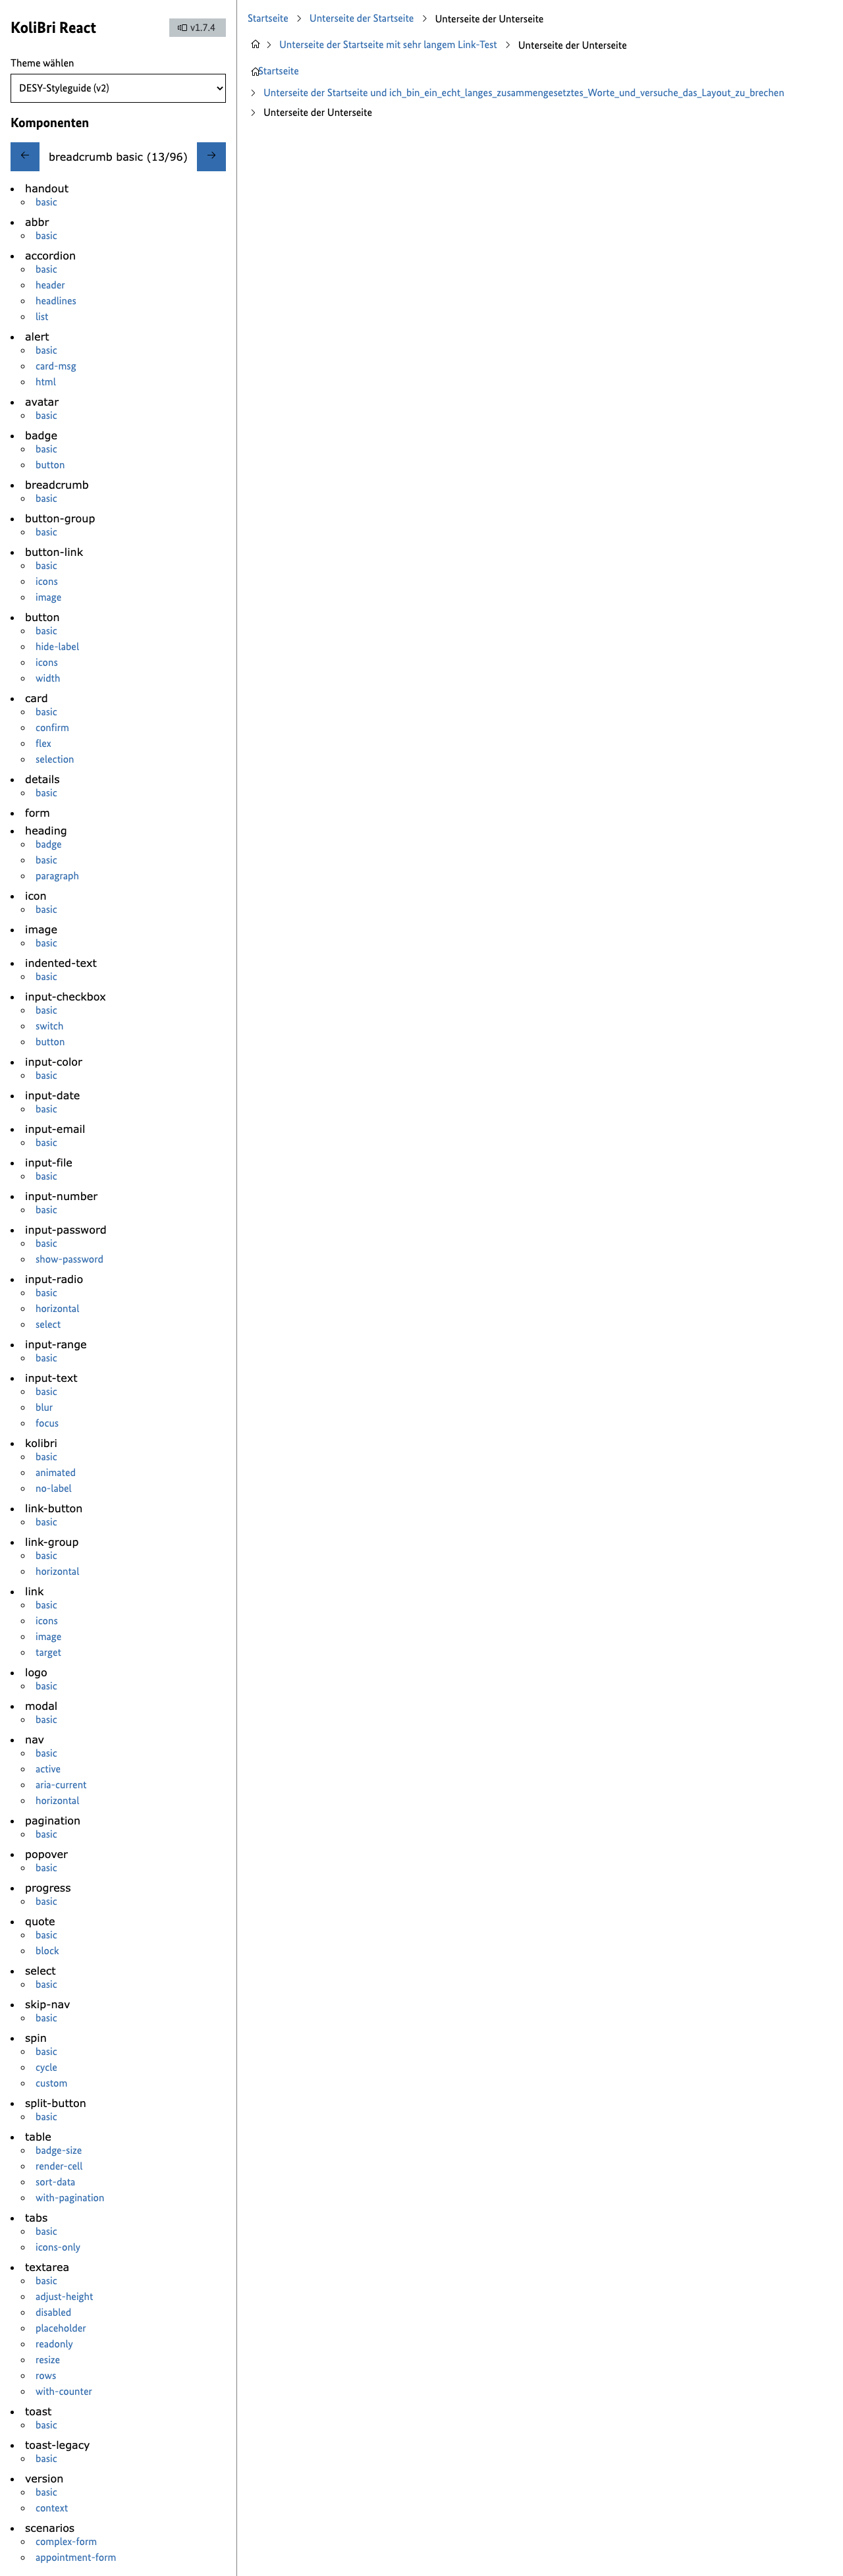 KoliBri React
v1.7.4
Theme wählen
DESY-Styleguide (v2)
Komponenten
breadcrumb basic (13/96)
handout
basic
abbr
basic
accordion
basic
header
headlines
list
alert
basic
card-msg
html
avatar
basic
badge
basic
button
breadcrumb
basic
button-group
basic
button-link
basic
icons
image
button
basic
hide-label
icons
width
card
basic
confirm
flex
selection
details
basic
form
heading
badge
basic
paragraph
icon
basic
image
basic
indented-text
basic
input-checkbox
basic
switch
button
input-color
basic
input-date
basic
input-email
basic
input-file
basic
input-number
basic
input-password
basic
show-password
input-radio
basic
horizontal
select
input-range
basic
input-text
basic
blur
focus
kolibri
basic
animated
no-label
link-button
basic
link-group
basic
horizontal
link
basic
icons
image
target
logo
basic
modal
basic
nav
basic
active
aria-current
horizontal
pagination
basic
popover
basic
progress
basic
quote
basic
block
select
basic
skip-nav
basic
spin
basic
cycle
custom
split-button
basic
table
badge-size
render-cell
sort-data
with-pagination
tabs
basic
icons-only
textarea
basic
adjust-height
disabled
placeholder
readonly
resize
rows
with-counter
toast
basic
toast-legacy
basic
version
basic
context
scenarios
complex-form
appointment-form
Startseite Unterseite der Startseite Unterseite der Unterseite
Unterseite der Startseite mit sehr langem Link-Test Unterseite der Unterseite
Startseite
Unterseite der Startseite und ich_bin_ein_echt_langes_zusammengesetztes_Worte_und_versuche_das_Layout_zu_brechen
Unterseite der Unterseite